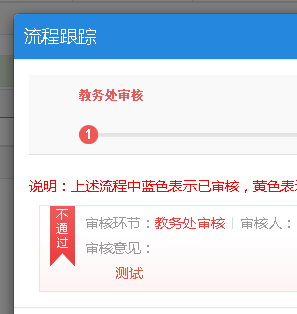 流程跟踪
教务处审核
1
说明：上述流程中蓝色表示已审核，黄色表
不通过
审核环节：教务处审核 | 审核人：
审核意见：
测试